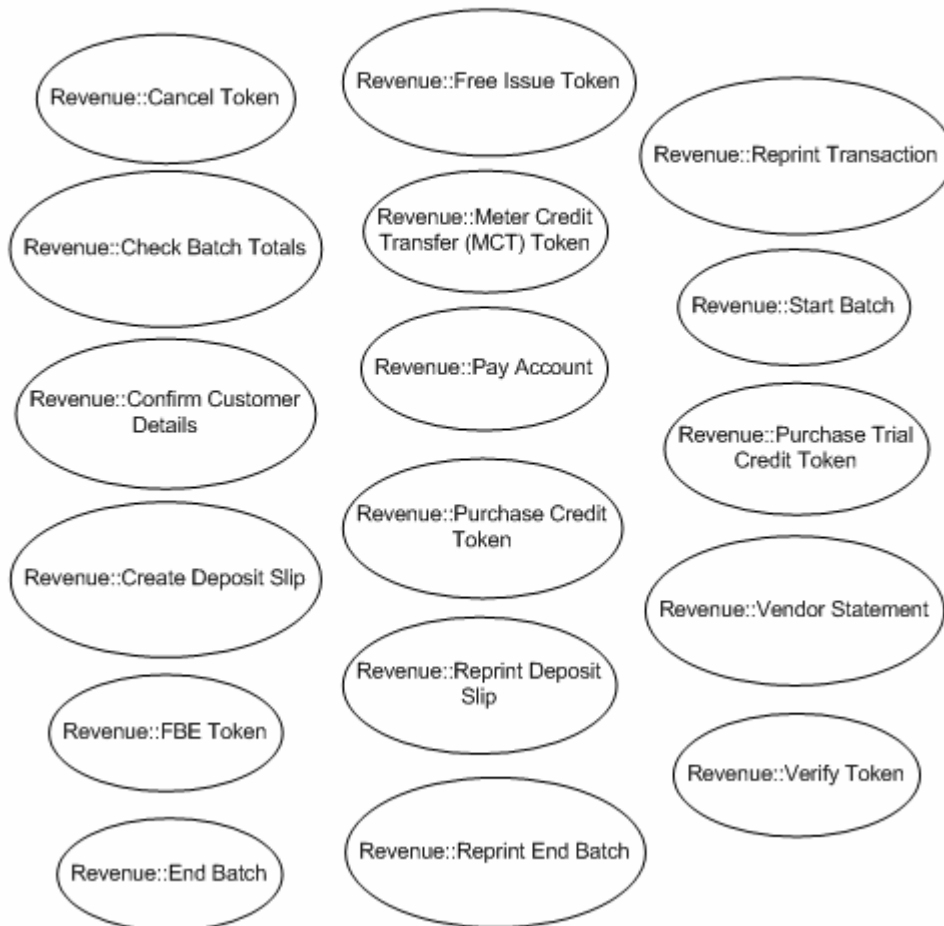 Revenue::Cancel Token
Revenue::Check Batch Totals
Revenue::Confirm Customer
Details
Revenue::Create Deposit Slip
Revenue::FBE Token
Revenue::End Batch
Revenue::Free Issue Token
Revenue::Meter Credit
Transfer (MCT) Token
Revenue::Pay Account
Revenue::Purchase Credit
Token
Revenue::Reprint Deposit
Slip
Revenue::Reprint End Batch
Revenue::Reprint Transaction
Revenue::Start Batch
Revenue::Purchase Trial
Credit Token
Revenue::Vendor Statement
Revenue::Verify Token